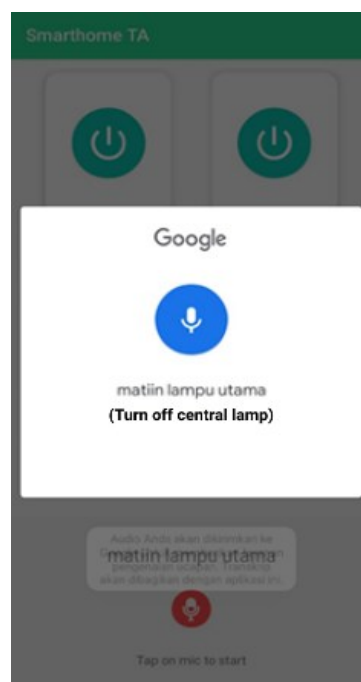 Smarthome TA
Google
matiin lampu utama
(Turn off central lamp)
Audio Anda akan dikirimkan ke
matiin lampu utama
pengenalan ucapan. Transkrip
akan dibagikan dengan aplikasi ini.
Tap on mic to start